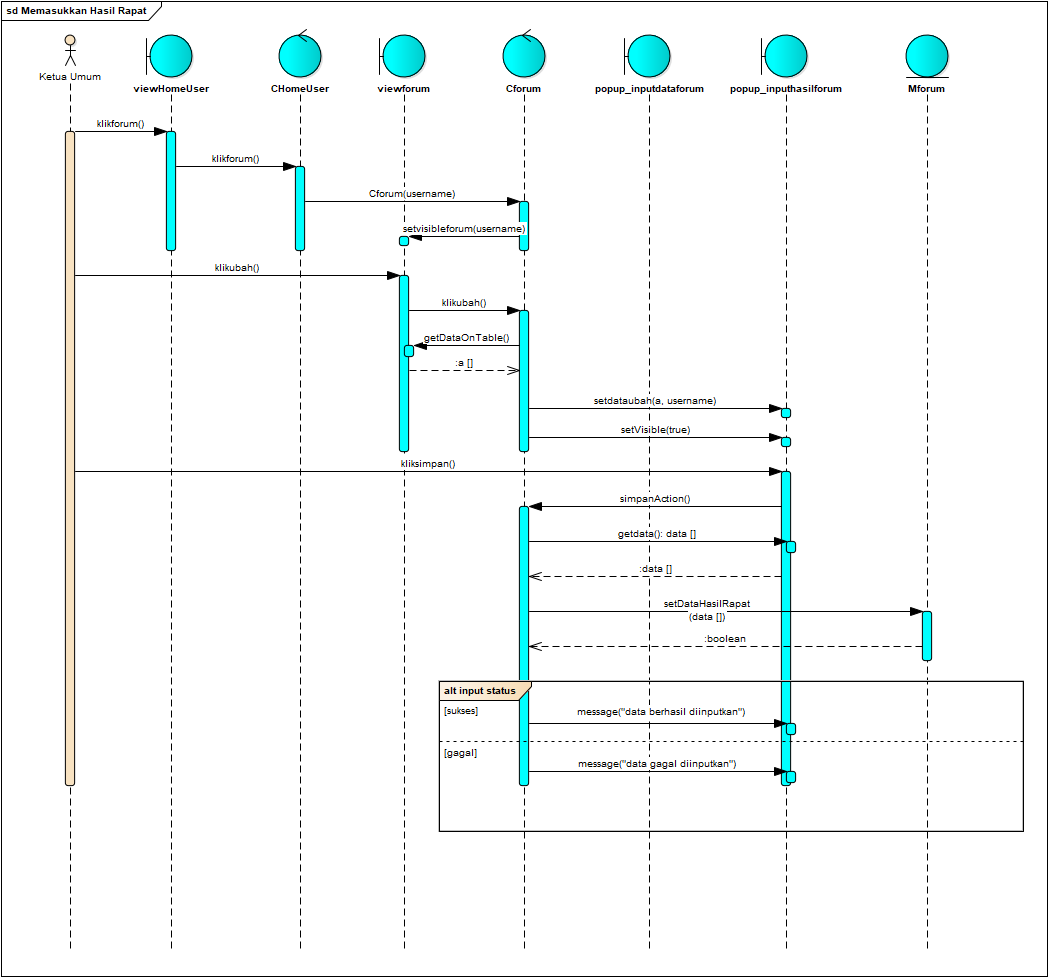 sd Memasukkan Hasil Rapat
Ketua Umum
viewHomeUser
CHomeUser
viewforum
Cforum
popup_inputdataforum
popup_inputhasilforum
Mforum
klikforum()
klikforum()
Cforum(username)
setvisibleforum(username)
klikubah()
klikubah()
getDataOnTable()
:a []
setdataubah(a, username)
setVisible(true)
kliksimpan()
simpanAction()
getdata(): data []
:data []
setDataHasilRapat
(data [])
:boolean
alt input status
[sukses]
message("data berhasil diinputkan")
[gagal]
message("data gagal diinputkan")